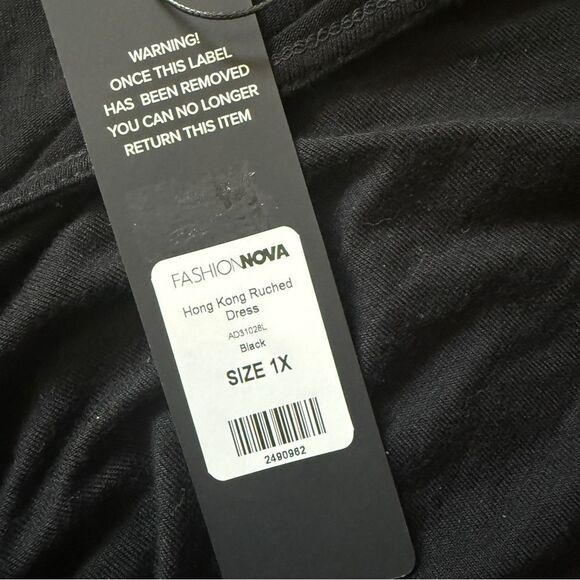 WARNING!
ONCE THIS LABEL
HAS BEEN REMOVED
YOU CAN NO LONGER
RETURN THIS ITEM
FASHIONNOVA
Hong Kong Ruched
Dress
AD31028L
Black
SIZE 1X
2490962